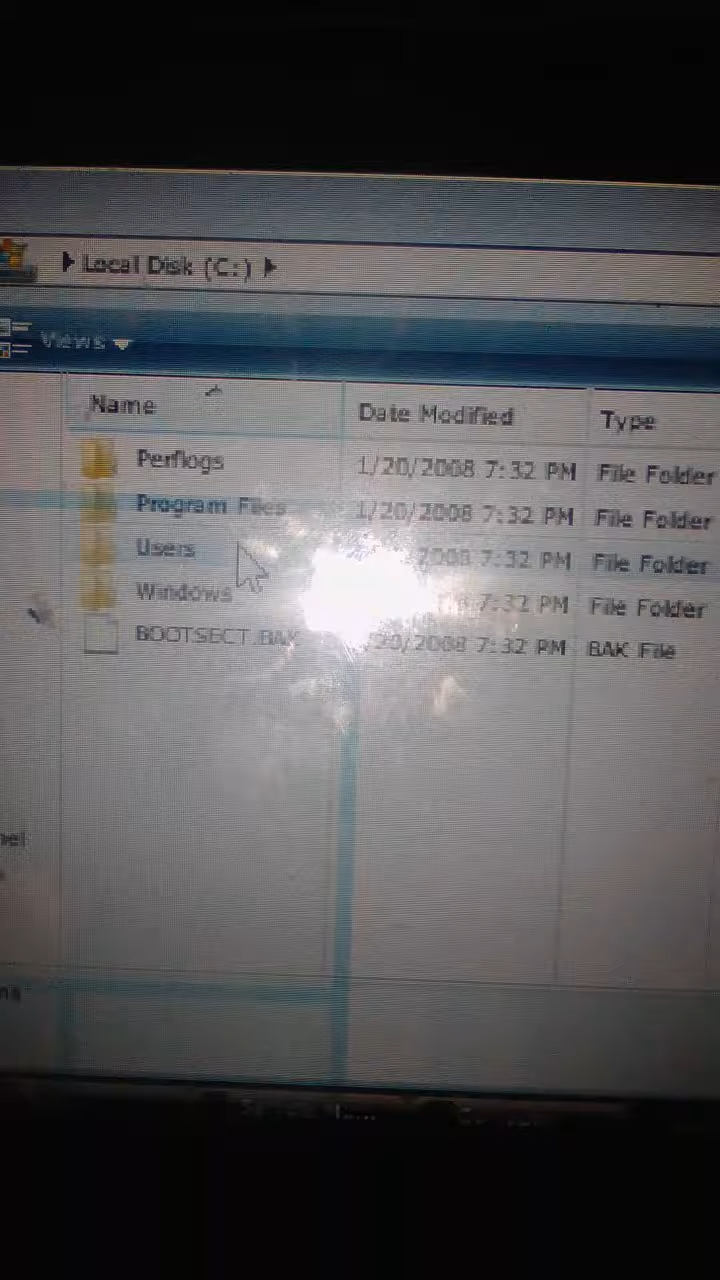 Local Disk (C:)
Views
Name Date Modified Type
Perflogs 1/20/2008 7:32 PM File Folder
Program Files 1/20/2008 7:32 PM File Folder
Users 2008 7:32 PM File Folder
Windows 7:32 PM File Folder
BOOTSECT.BAK /20/2008 7:32 PM BAK File